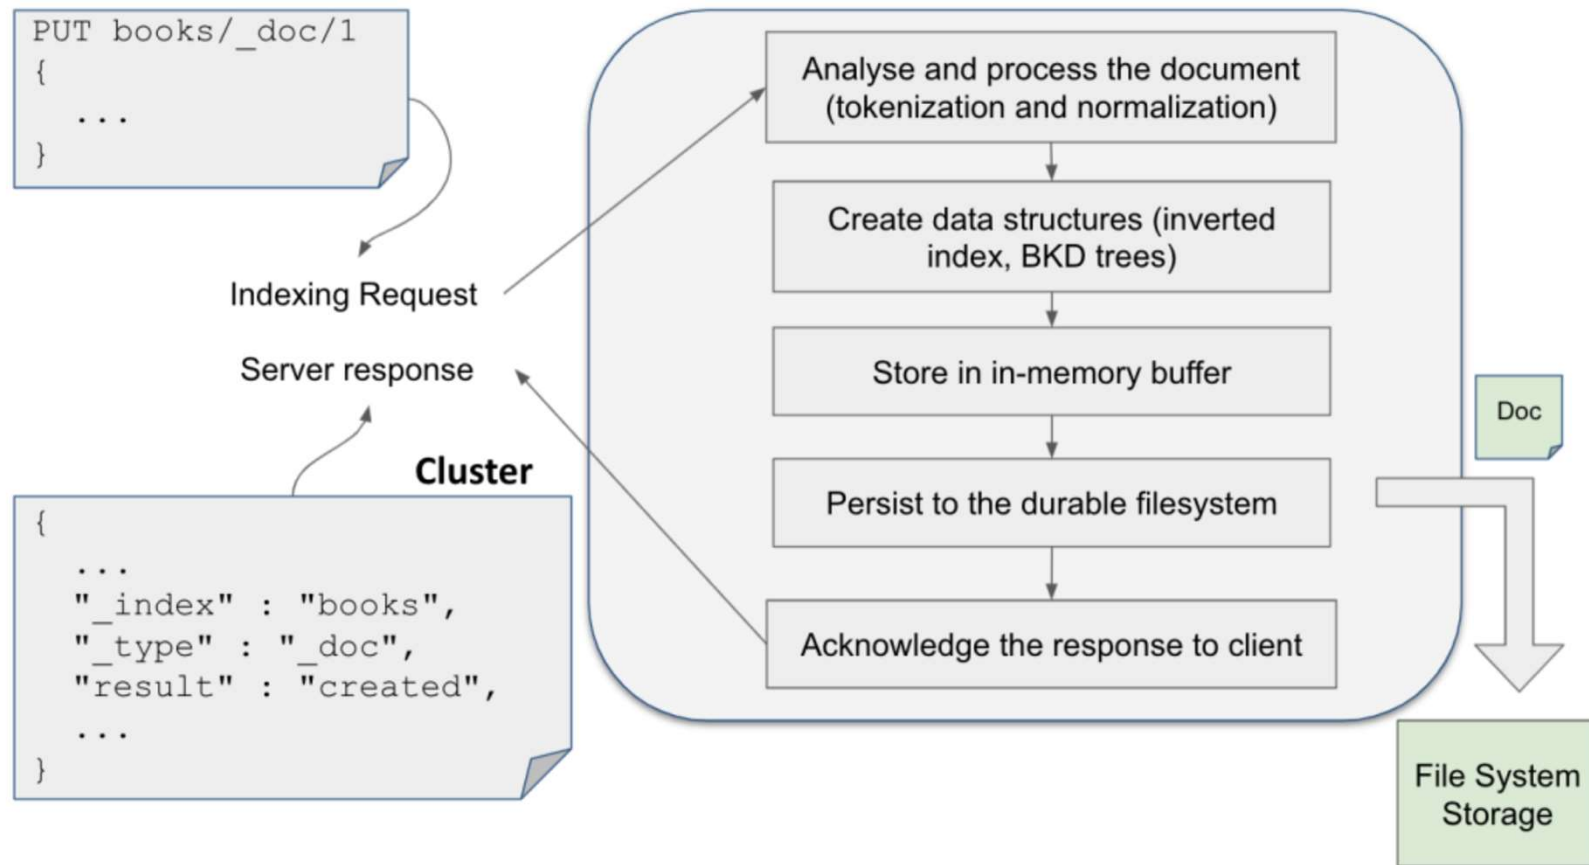 PUT books/_doc/1
{
...
}
Indexing Request
Server response
Cluster
{
...
"_index" : "books",
"_type" : "_doc",
"result" : "created",
...
}
Analyse and process the document
(tokenization and normalization)
Create data structures (inverted
index, BKD trees)
Store in in-memory buffer
Persist to the durable filesystem
Acknowledge the response to client
Doc
File System
Storage